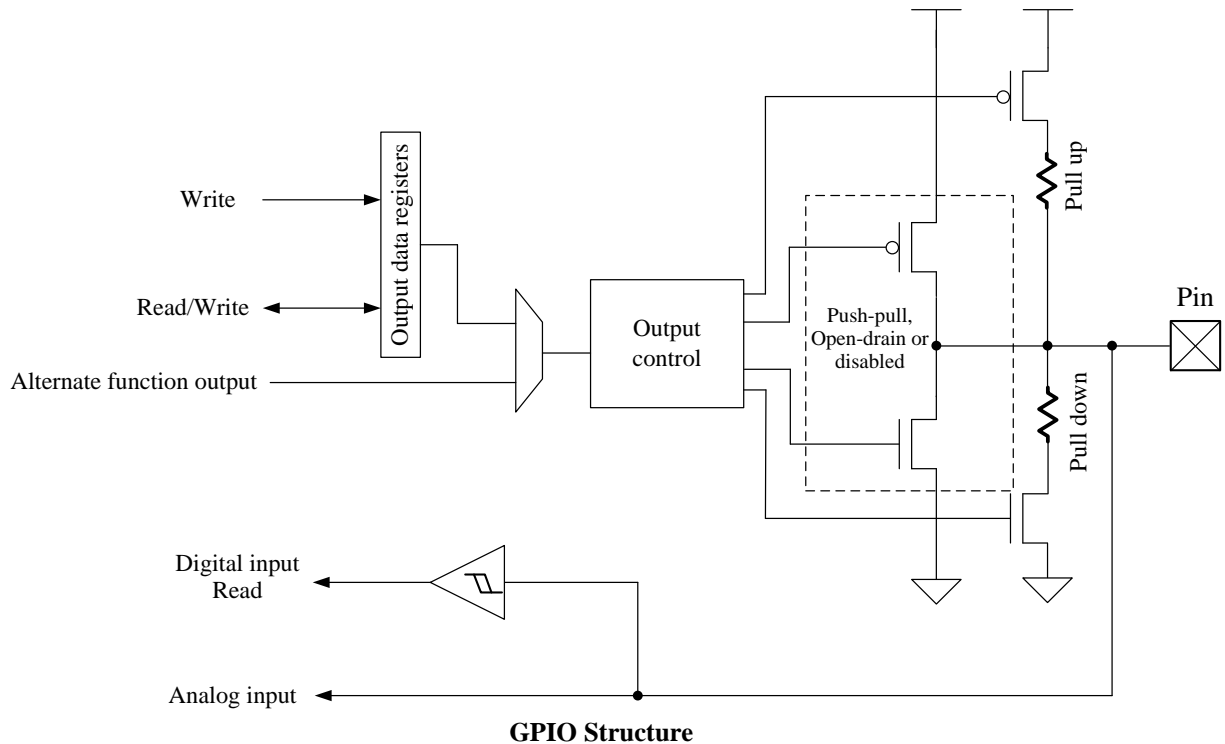 Write
Read/Write
Alternate function output
Output data registers
Output
control
Push-pull,
Open-drain or
disabled
Pull up
Pull down
Pin
Digital input
Read
Analog input
GPIO Structure